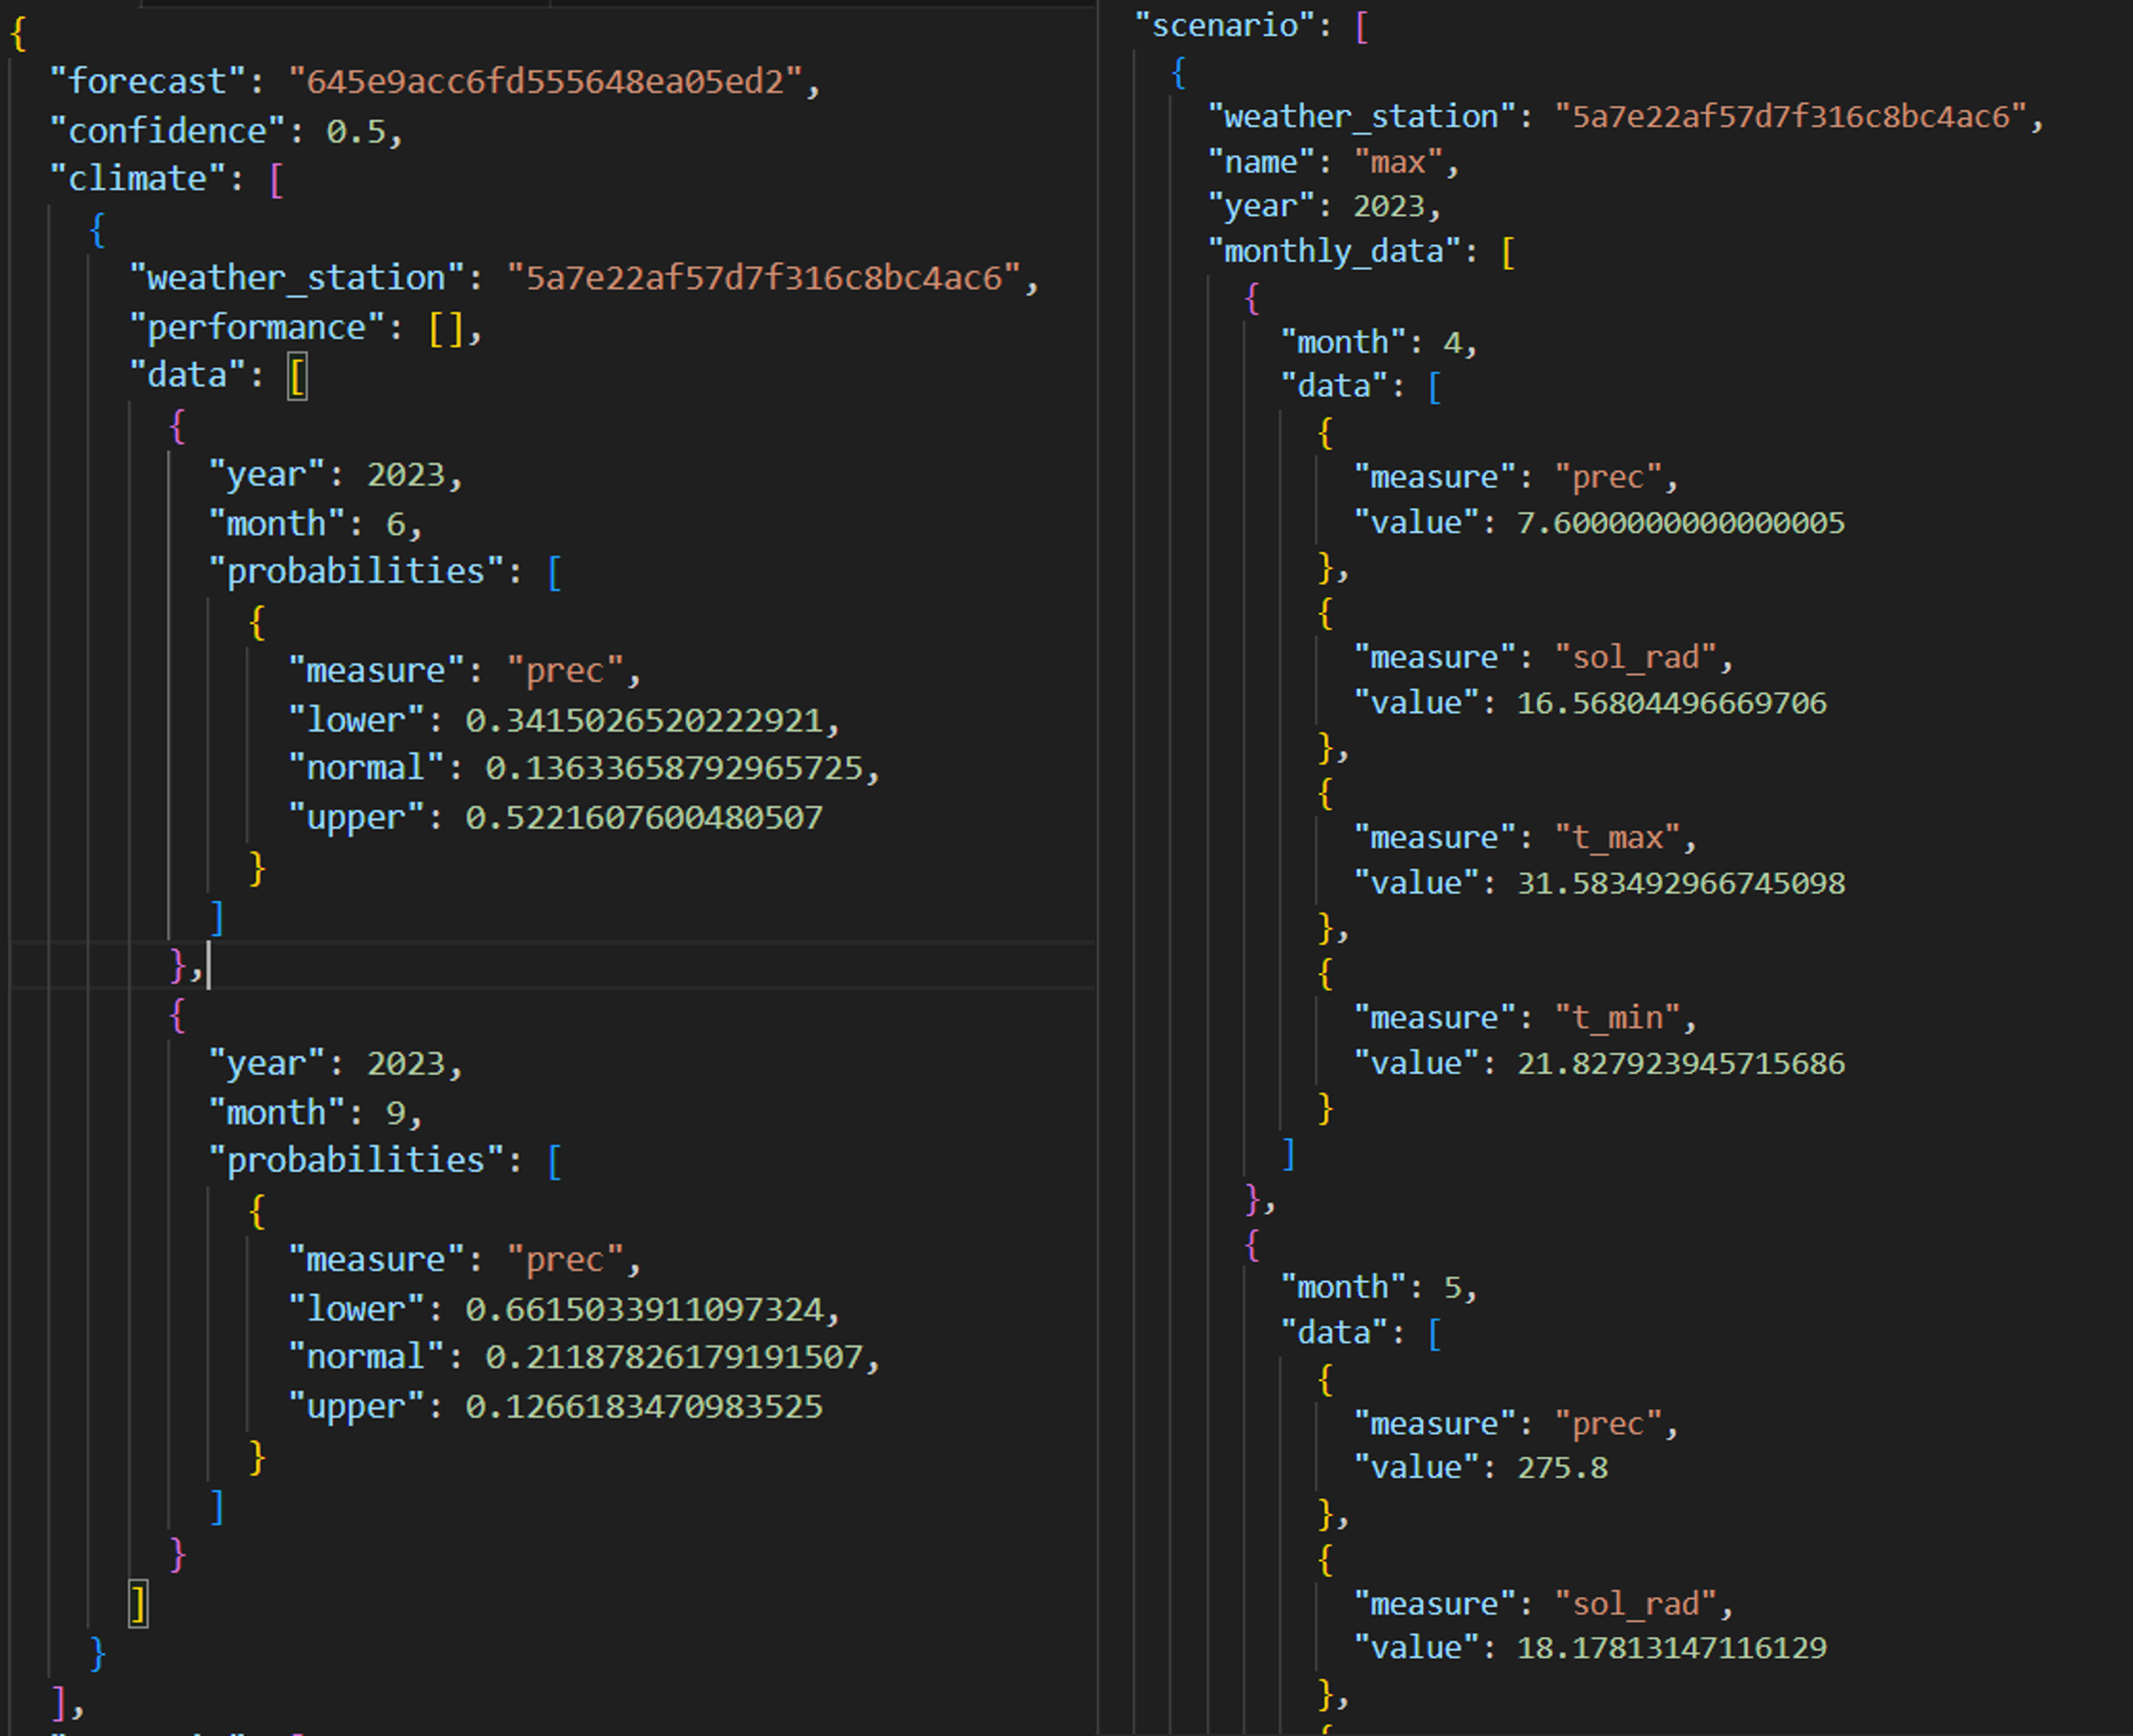 {
"forecast": "645e9acc6fd555648ea05ed2",
"confidence": 0.5,
"climate": [
{
"weather_station": "5a7e22af57d7f316c8bc4ac6",
"performance": [],
"data": [
{
"year": 2023,
"month": 6,
"probabilities": [
{
"measure": "prec",
"lower": 0.3415026520222921,
"normal": 0.13633658792965725,
"upper": 0.5221607600480507
}
]
},
{
"year": 2023,
"month": 9,
"probabilities": [
{
"measure": "prec",
"lower": 0.6615033911097324,
"normal": 0.21187826179191507,
"upper": 0.1266183470983525
}
]
}
]
}
],
"scenario": [
{
"weather_station": "5a7e22af57d7f316c8bc4ac6",
"name": "max",
"year": 2023,
"monthly_data": [
{
"month": 4,
"data": [
{
"measure": "prec",
"value": 7.6000000000000005
},
{
"measure": "sol_rad",
"value": 16.56804496669706
},
{
"measure": "t_max",
"value": 31.583492966745098
},
{
"measure": "t_min",
"value": 21.827923945715686
}
]
},
{
"month": 5,
"data": [
{
"measure": "prec",
"value": 275.8
},
{
"measure": "sol_rad",
"value": 18.17813147116129
},
{